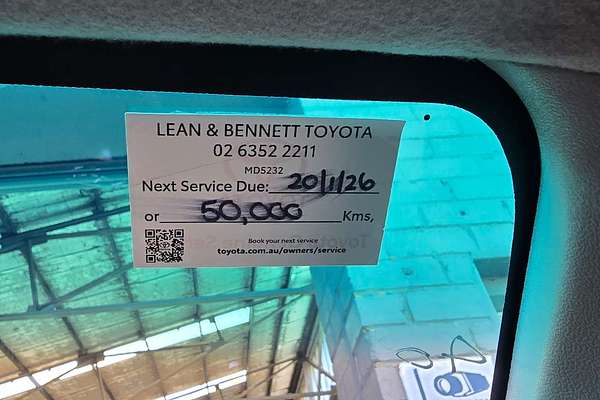 LEAN & BENNETT TOYOTA
02 6352 2211
MD5232
Next Service Due: 20/1/26
or 50,000 Kms,
Book your next service
toyota.com.au/owners/service